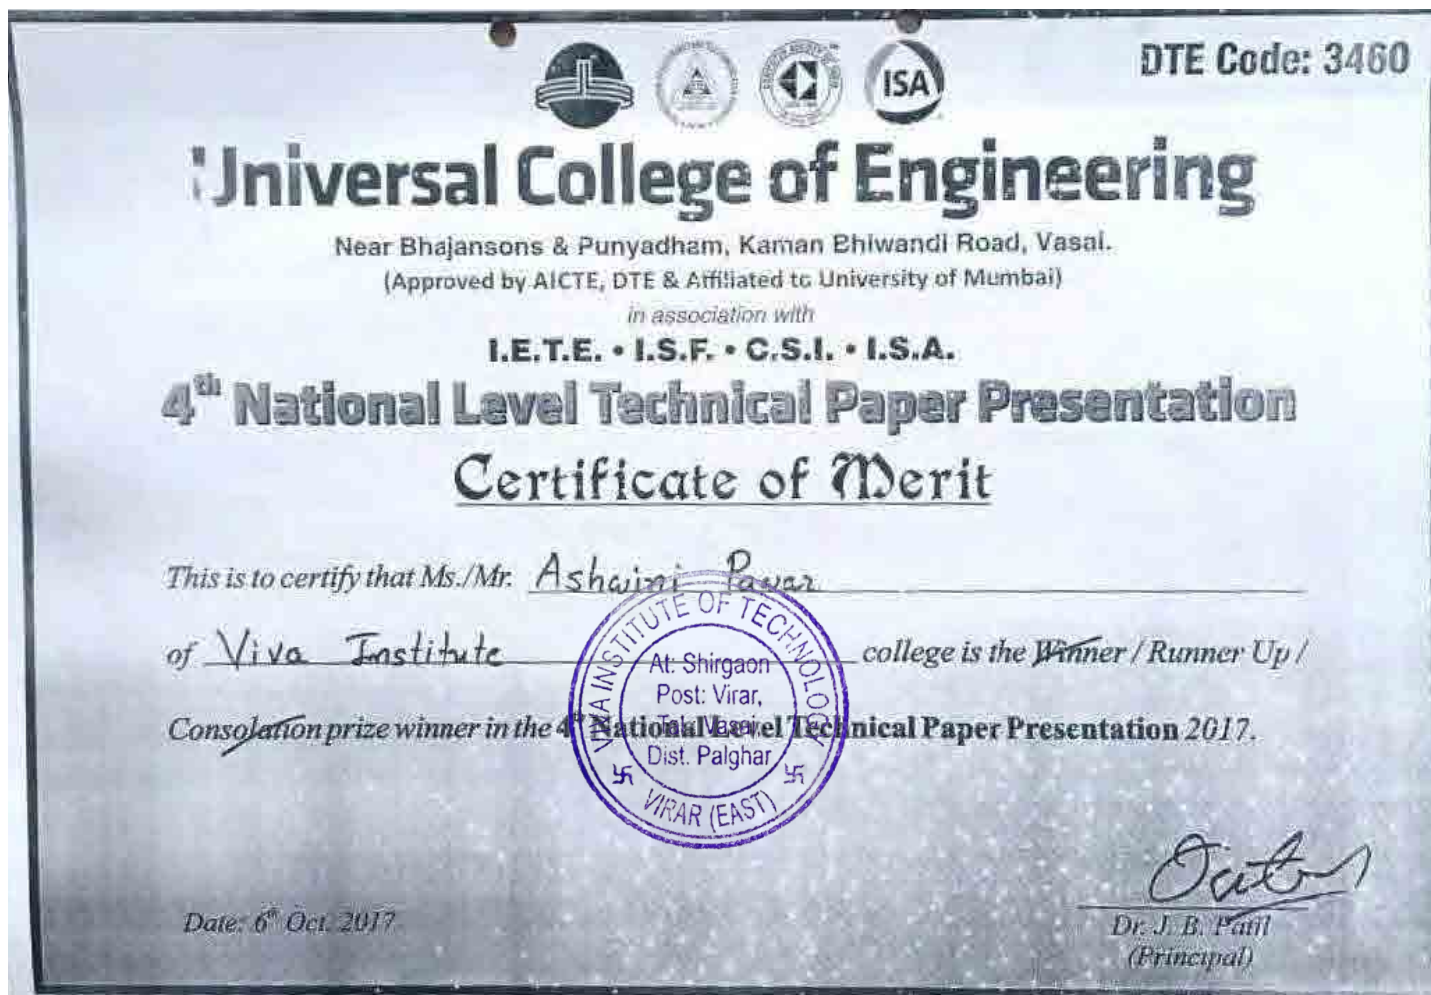 DTE Code: 3460
ISA
Universal College of Engineering
Near Bhajansons & Punyadham, Kaman Bhiwandi Road, Vasai.
(Approved by AICTE, DTE & Affiliated to University of Mumbai)
in association with
I.E.T.E. • I.S.F. • C.S.I. • I.S.A.
4th National Level Technical Paper Presentation
Certificate of Merit
This is to certify that Ms./Mr. Ashwini Pawar
of Viva Institute college is the Winner / Runner Up /
Consolation prize winner in the 4th National Level Technical Paper Presentation 2017.
VIVA INSTITUTE OF TECHNOLOGY
At: Shirgaon
Post: Virar,
Tal: Vasai,
Dist. Palghar
卐 VIRAR (EAST) 卐
Date: 6th Oct. 2017
Dr. J. B. Patil
(Principal)